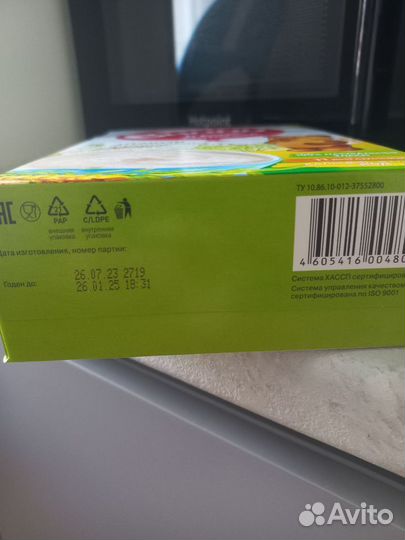 ТУ 10.86.10-012-37552800
21
PAP
C/LDPE
внешняя упаковка
внутренняя упаковка
Дата изготовления, номер партии:
26.07.23 2719
Годен до:
26.01.25 18:31
4 605416 00480
Система ХАССП сертифицирован
Система управления качеством
сертифицирована по ISO 9001
Avito